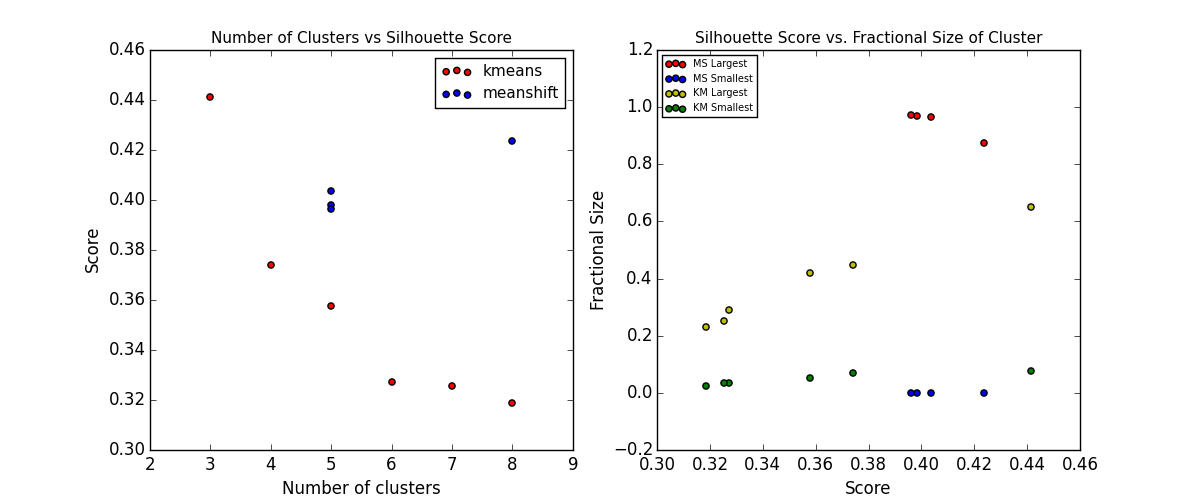 Number of Clusters vs Silhouette Score
0.46
0.44
0.42
0.40
0.38
0.36
0.34
0.32
0.30
Score
kmeans
meanshift
2 3 4 5 6 7 8 9
Number of clusters
Silhouette Score vs. Fractional Size of Cluster
1.2
1.0
0.8
0.6
0.4
0.2
0.0
−0.2
Fractional Size
MS Largest
MS Smallest
KM Largest
KM Smallest
0.30 0.32 0.34 0.36 0.38 0.40 0.42 0.44 0.46
Score